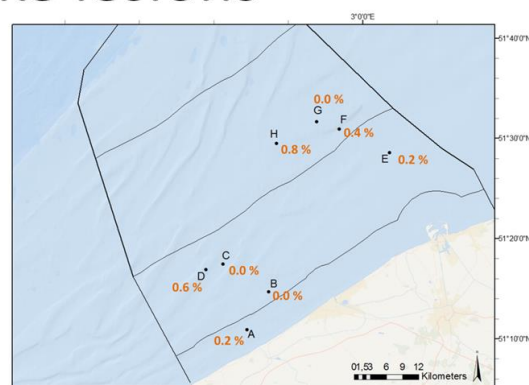 3°0'0"E
51°40'0"N
0.0 %
G
F
0.4 %
H
0.8 %
51°30'0"N
E
0.2 %
51°20'0"N
C
0.0 %
D
0.6 %
B
0.0 %
0.2 %
A
51°10'0"N
01,53 6 9 12
Kilometers